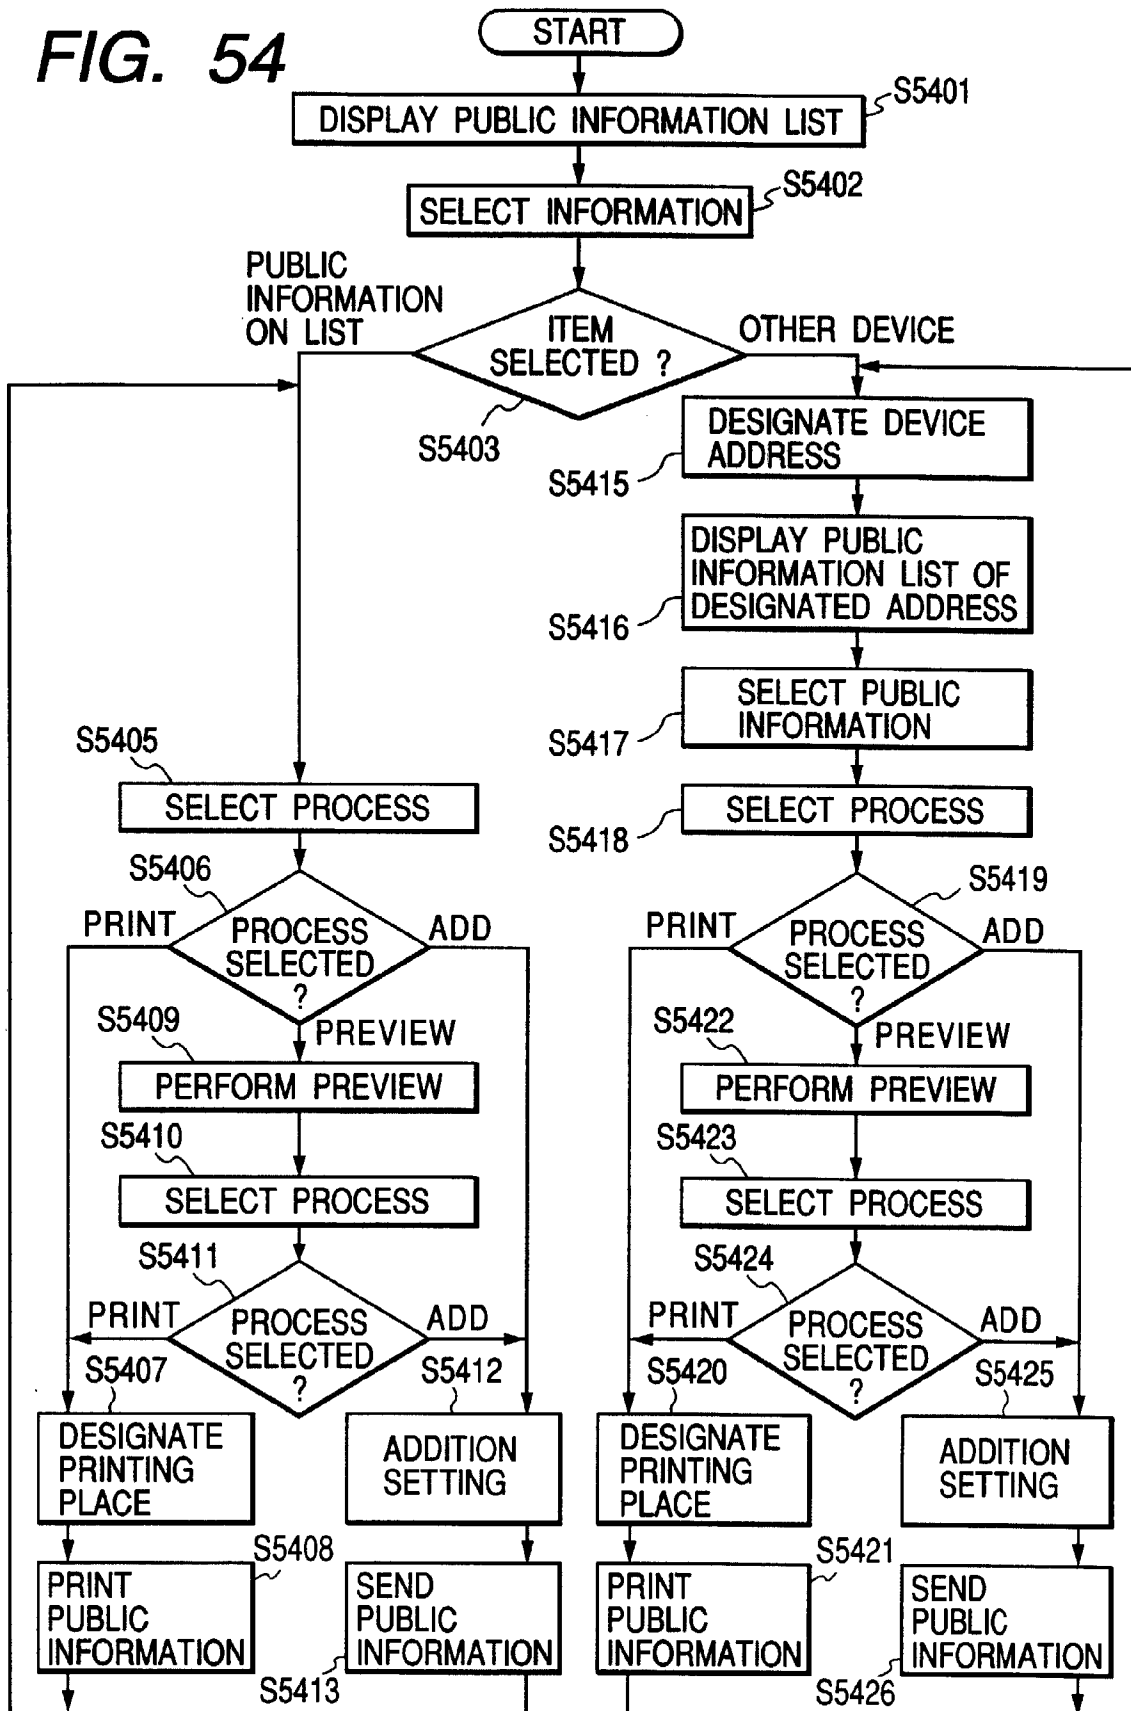 FIG. 54
START
DISPLAY PUBLIC INFORMATION LIST
S5401
SELECT INFORMATION
S5402
PUBLIC
INFORMATION
ON LIST
ITEM
SELECTED ?
OTHER DEVICE
S5403
DESIGNATE DEVICE
ADDRESS
S5415
DISPLAY PUBLIC
INFORMATION LIST OF
DESIGNATED ADDRESS
S5416
SELECT PUBLIC
INFORMATION
S5417
S5405
SELECT PROCESS
SELECT PROCESS
S5418
S5406
PRINT
PROCESS
SELECTED
?
ADD
S5419
PRINT
PROCESS
SELECTED
?
ADD
S5409
PREVIEW
PERFORM PREVIEW
S5422
PREVIEW
PERFORM PREVIEW
S5410
SELECT PROCESS
S5423
SELECT PROCESS
S5411
PRINT
PROCESS
SELECTED
?
ADD
S5424
PRINT
PROCESS
SELECTED
?
ADD
S5407
DESIGNATE
PRINTING
PLACE
S5412
ADDITION
SETTING
S5420
DESIGNATE
PRINTING
PLACE
S5425
ADDITION
SETTING
S5408
PRINT
PUBLIC
INFORMATION
SEND
PUBLIC
INFORMATION
S5413
S5421
PRINT
PUBLIC
INFORMATION
SEND
PUBLIC
INFORMATION
S5426